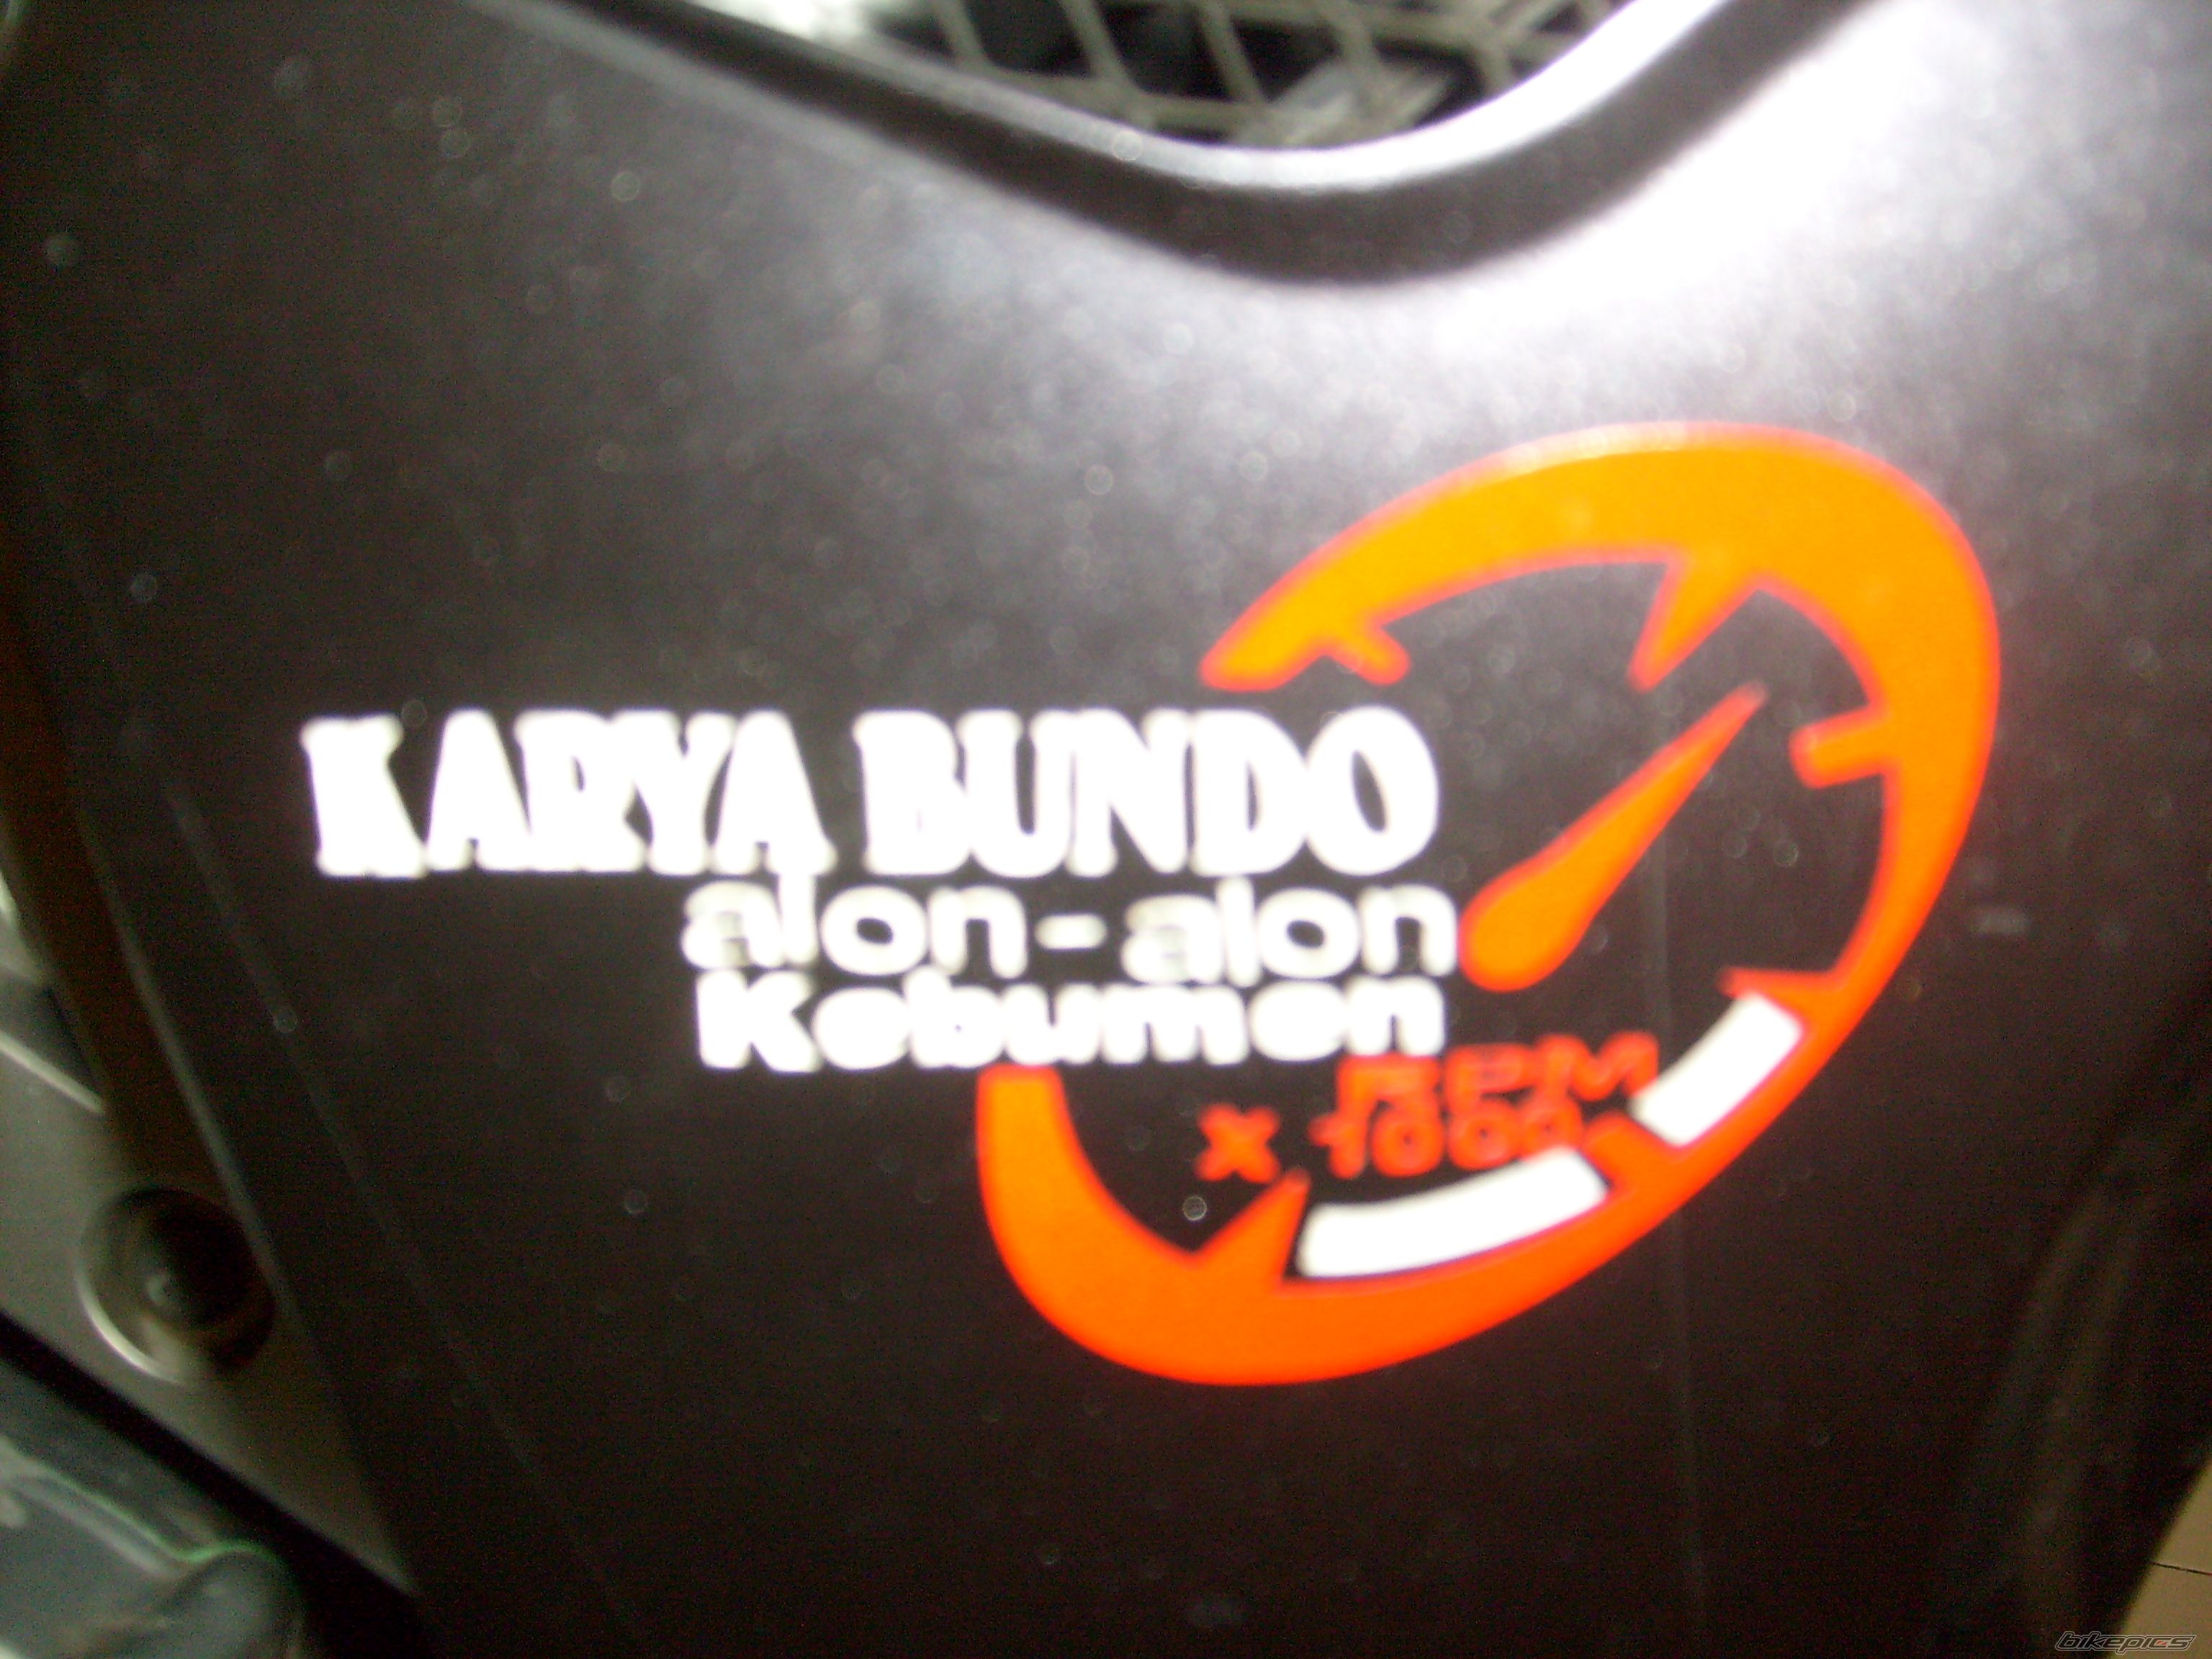 KARYA BUNDO
alon-alon
Kebumen
RPM
x 1000
bikepics